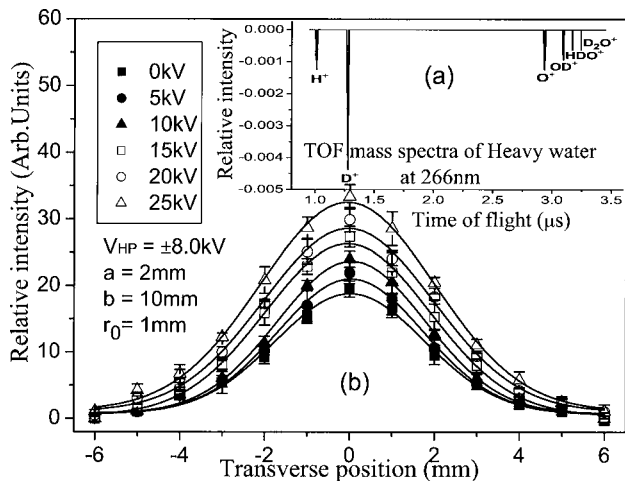 60
50
40
30
20
10
0
Relative intensity (Arb.Units)
0kV
5kV
10kV
15kV
20kV
25kV
V_HP = ±8.0kV
a = 2mm
b = 10mm
r_0 = 1mm
0.000
-0.001
-0.002
-0.003
-0.004
-0.005
Relative intensity
H⁺
D⁺
O⁺
OD⁺
HDO⁺
D₂O⁺
(a)
TOF mass spectra of Heavy water
at 266nm
1.0 1.5 2.0 2.5 3.0 3.5
Time of flight (μs)
(b)
-6 -4 -2 0 2 4 6
Transverse position (mm)